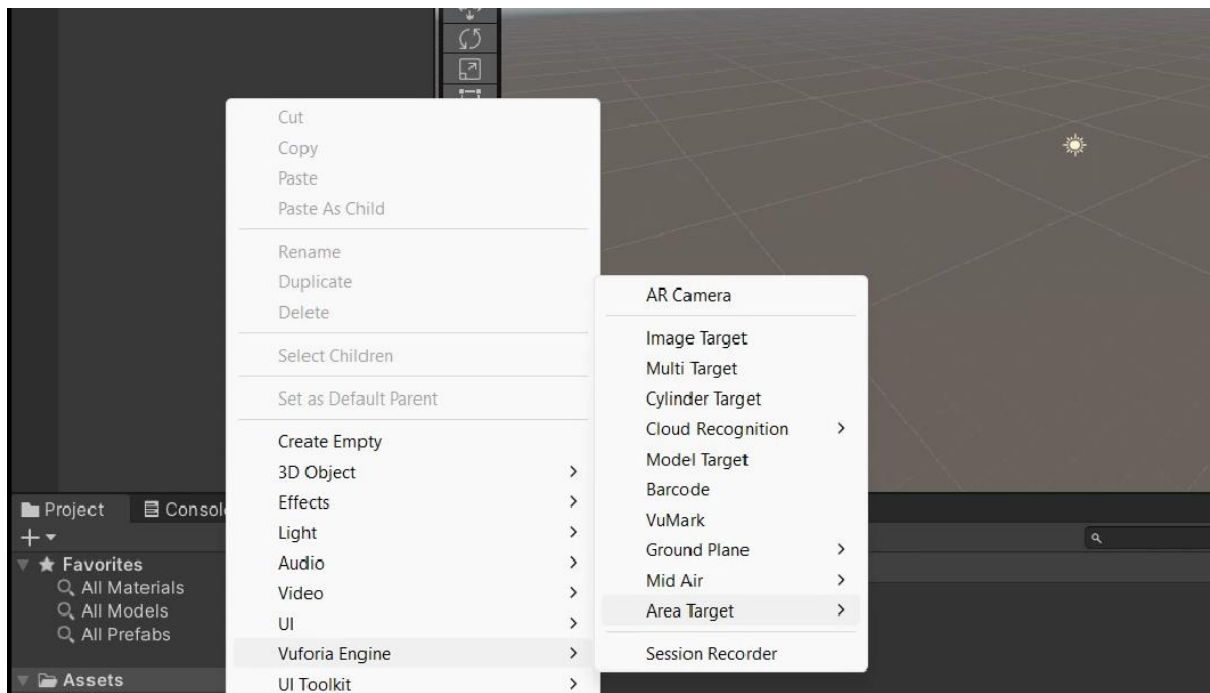 Cut
Copy
Paste
Paste As Child
Rename
Duplicate
Delete
Select Children
Set as Default Parent
Create Empty
3D Object
Effects
Light
Audio
Video
UI
Vuforia Engine
UI Toolkit
AR Camera
Image Target
Multi Target
Cylinder Target
Cloud Recognition
Model Target
Barcode
VuMark
Ground Plane
Mid Air
Area Target
Session Recorder
Project
Consol
Favorites
All Materials
All Models
All Prefabs
Assets